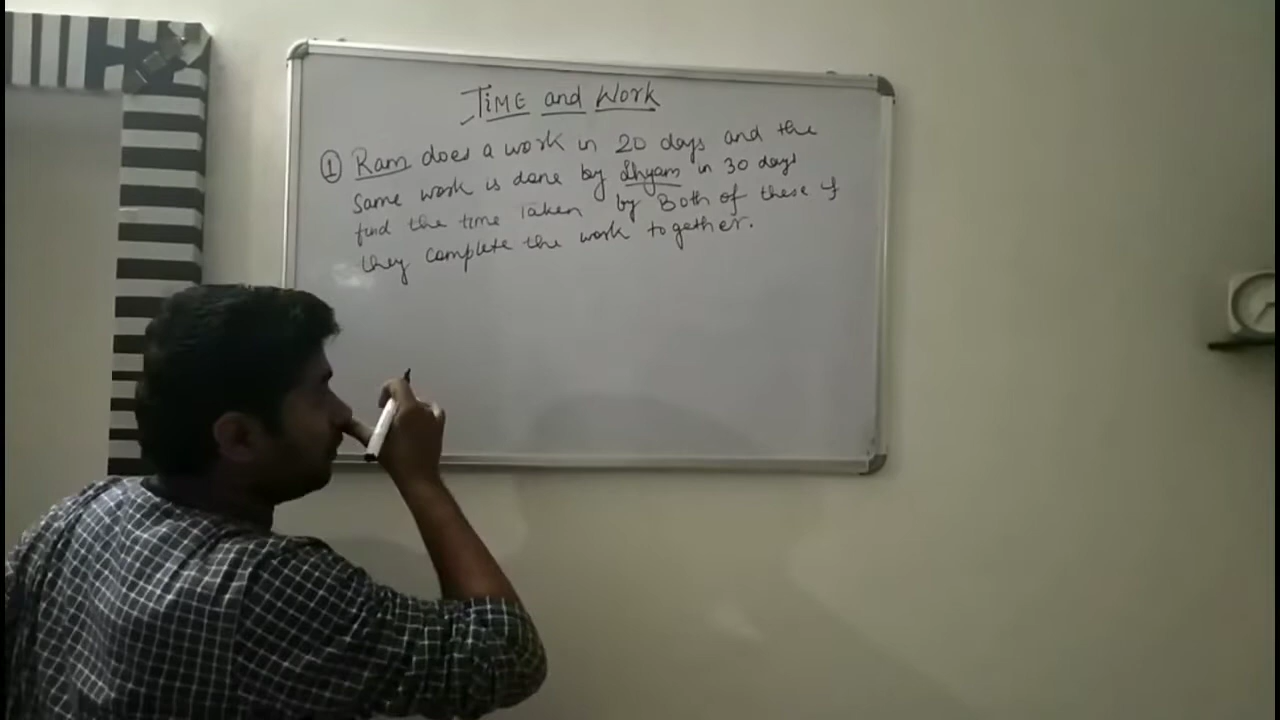 TIME and Work
① Ram does a work in 20 days and the
same work is done by Shyam in 30 days
find the time Taken by Both of these if
they complete the work together.